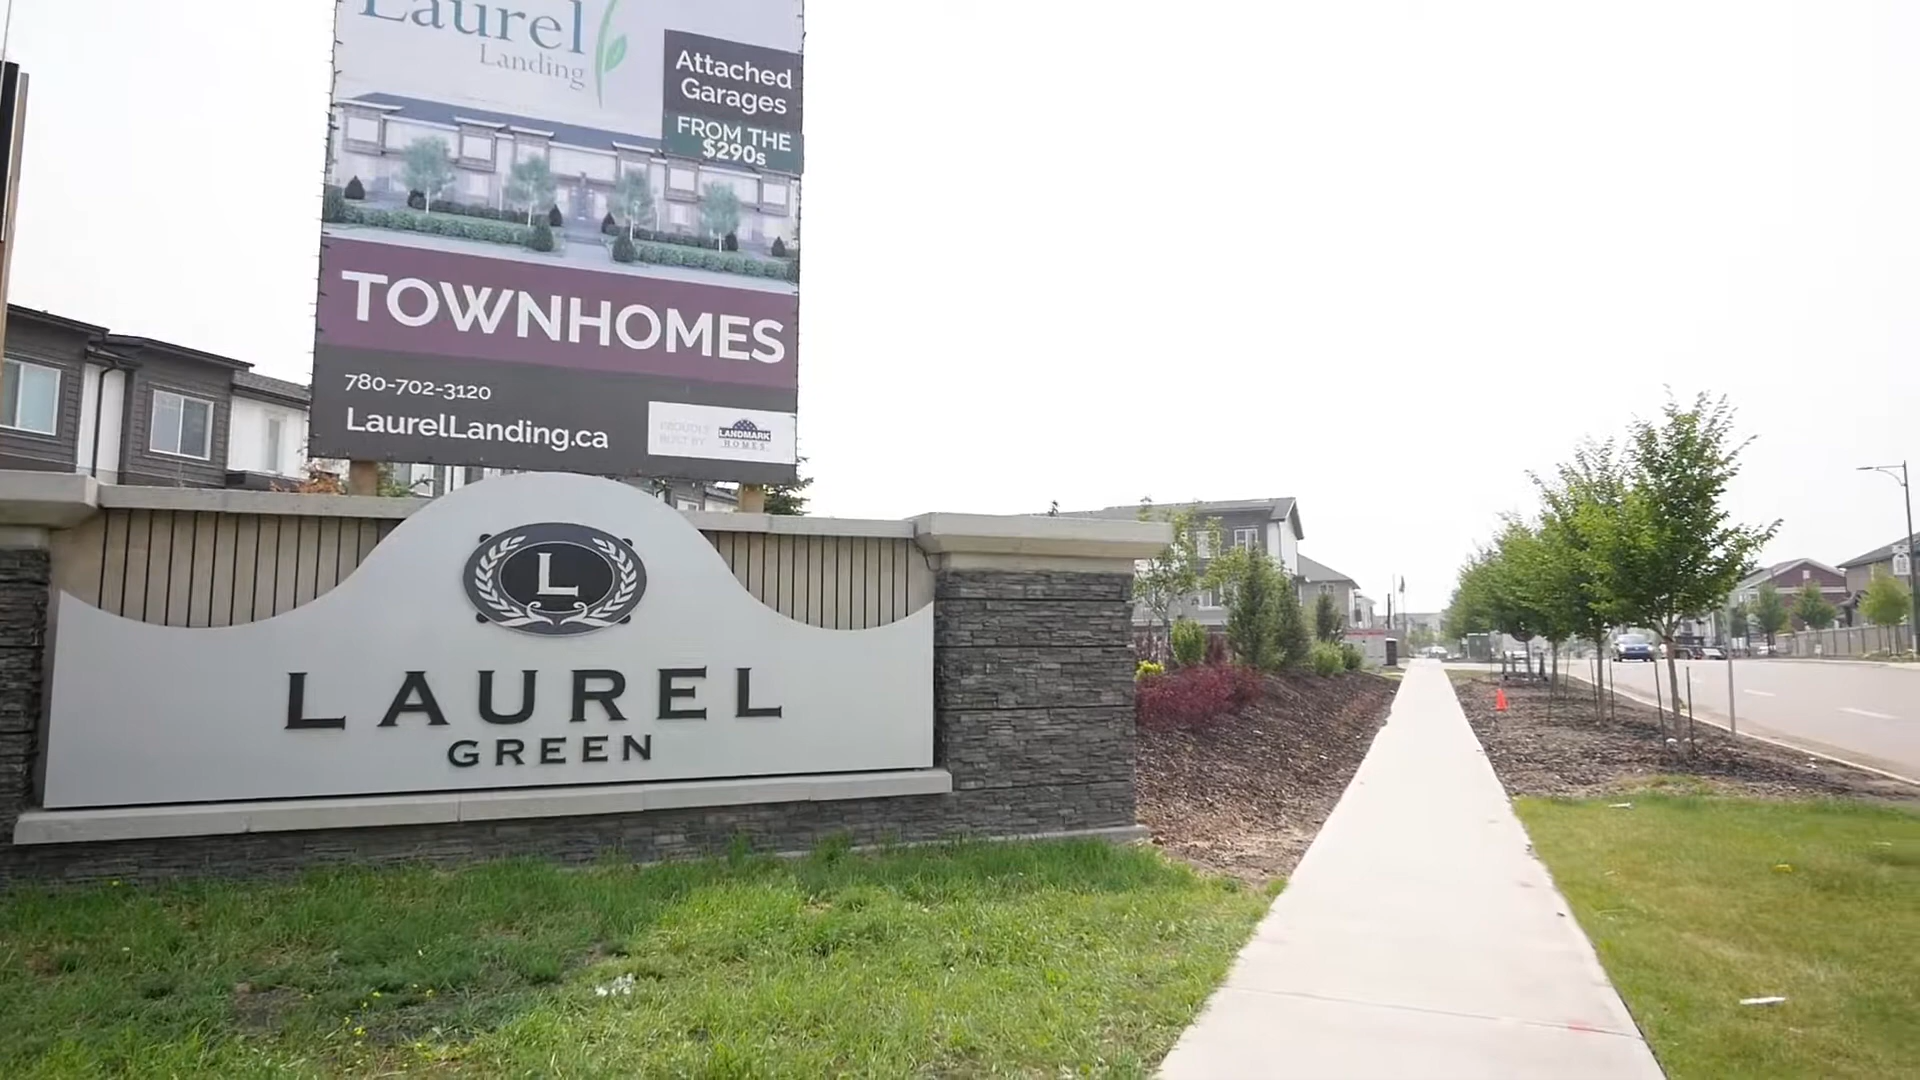 Laurel
Landing
Attached
Garages
FROM THE
$290s
TOWNHOMES
780-702-3120
LaurelLanding.ca
PROUDLY
BUILT BY
LANDMARK
HOMES
L
LAUREL
GREEN